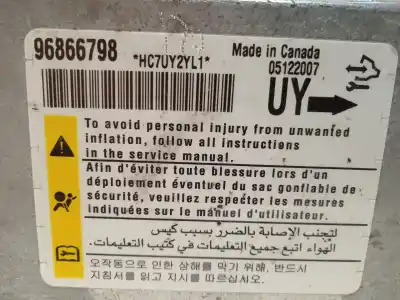 96866798
*HC7UY2YL1*
Made in Canada
05122007
UY
To avoid personal injury from unwanted
inflation, follow all instructions
in the service manual.
Afin d'éviter toute blessure lors d'un
déploiement éventuel du sac gonflable de
sécurité, veuillez respecter les mesures
indiquées sur le manuel d'utilisateur.
لتجنب الإصابة بالضرر بسبب كيس
الهواء اتبع جميع التعليمات في كتيب التعليمات.
오작동으로 인한 상해를 막기 위해, 반드시
지침서를 읽고 지시를 따르십시오.